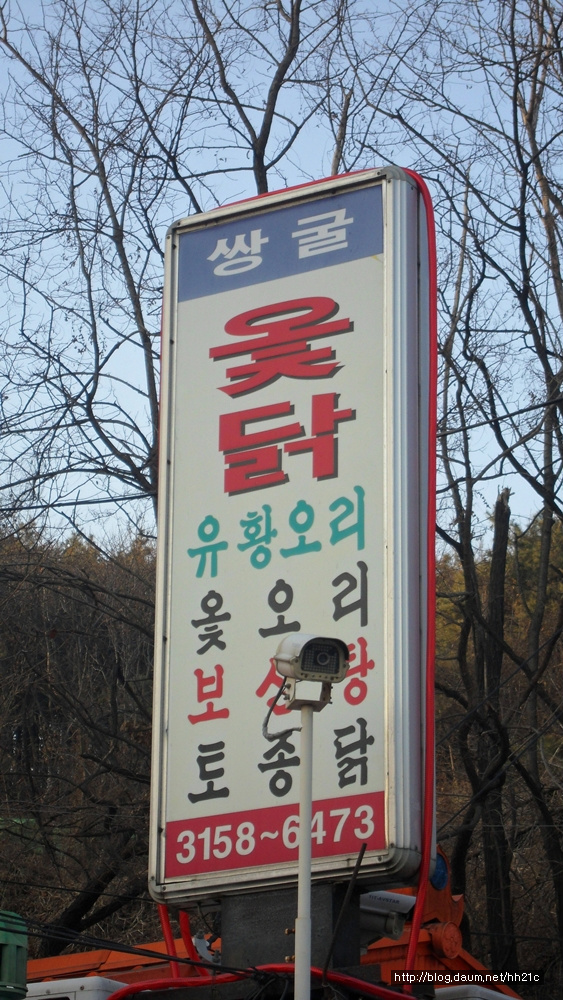 쌍굴
옻
닭
유황오리
옻오리
보신탕
토종닭
3158~6473
http://blog.daum.net/hh21c